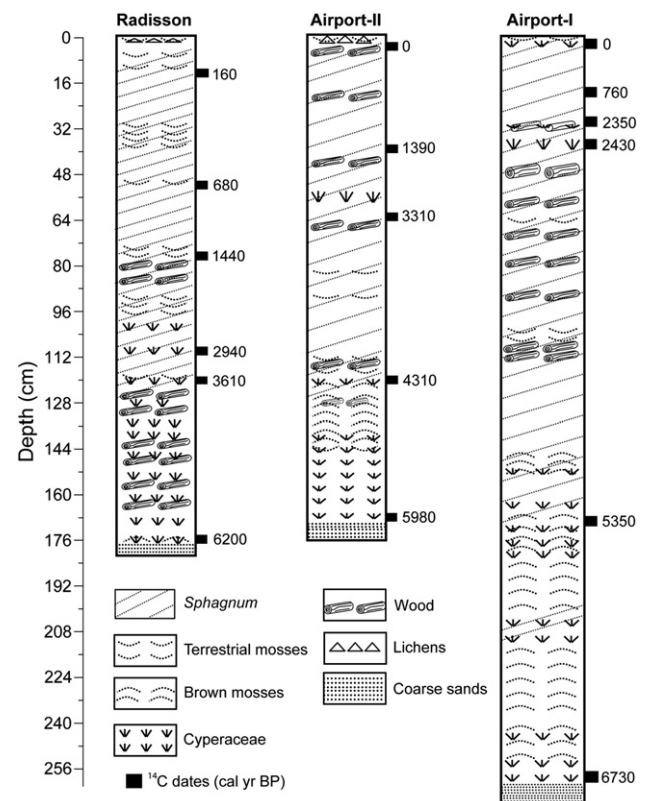 Radisson
Airport-II
Airport-I
Depth (cm)
0
16
32
48
64
80
96
112
128
144
160
176
192
208
224
240
256
160
680
1440
2940
3610
6200
0
1390
3310
4310
5980
0
760
2350
2430
5350
6730
Sphagnum
Terrestrial mosses
Brown mosses
Cyperaceae
Wood
Lichens
Coarse sands
14C dates (cal yr BP)